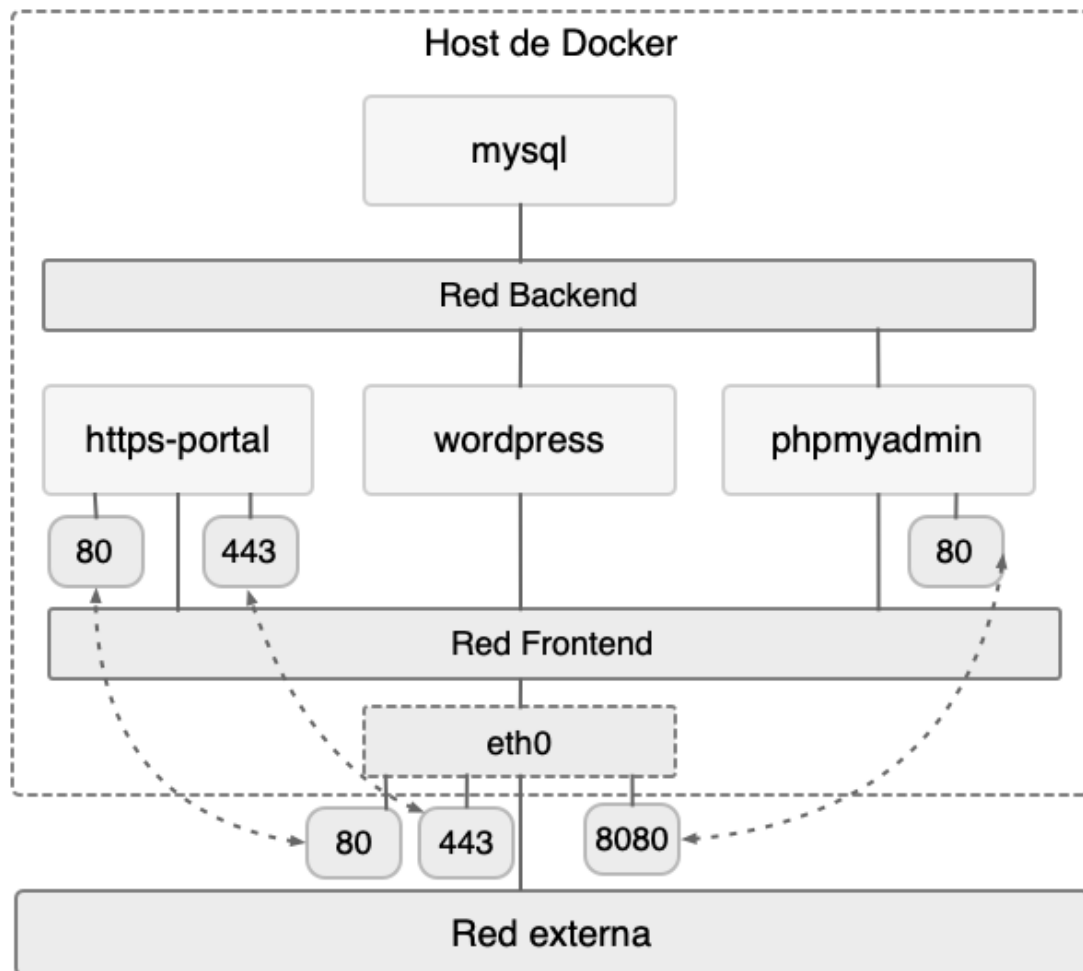 Host de Docker
mysql
Red Backend
https-portal
wordpress
phpmyadmin
80
443
80
Red Frontend
eth0
80
443
8080
Red externa